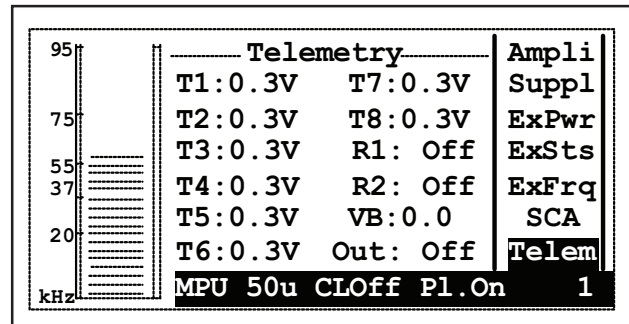 95
75
55
37
20
kHz
Telemetry
T1:0.3V T7:0.3V
T2:0.3V T8:0.3V
T3:0.3V R1: Off
T4:0.3V R2: Off
T5:0.3V VB:0.0
T6:0.3V Out: Off
Ampli
Suppl
ExPwr
ExSts
ExFrq
SCA
Telem
MPU 50u CLOff Pl.On 1